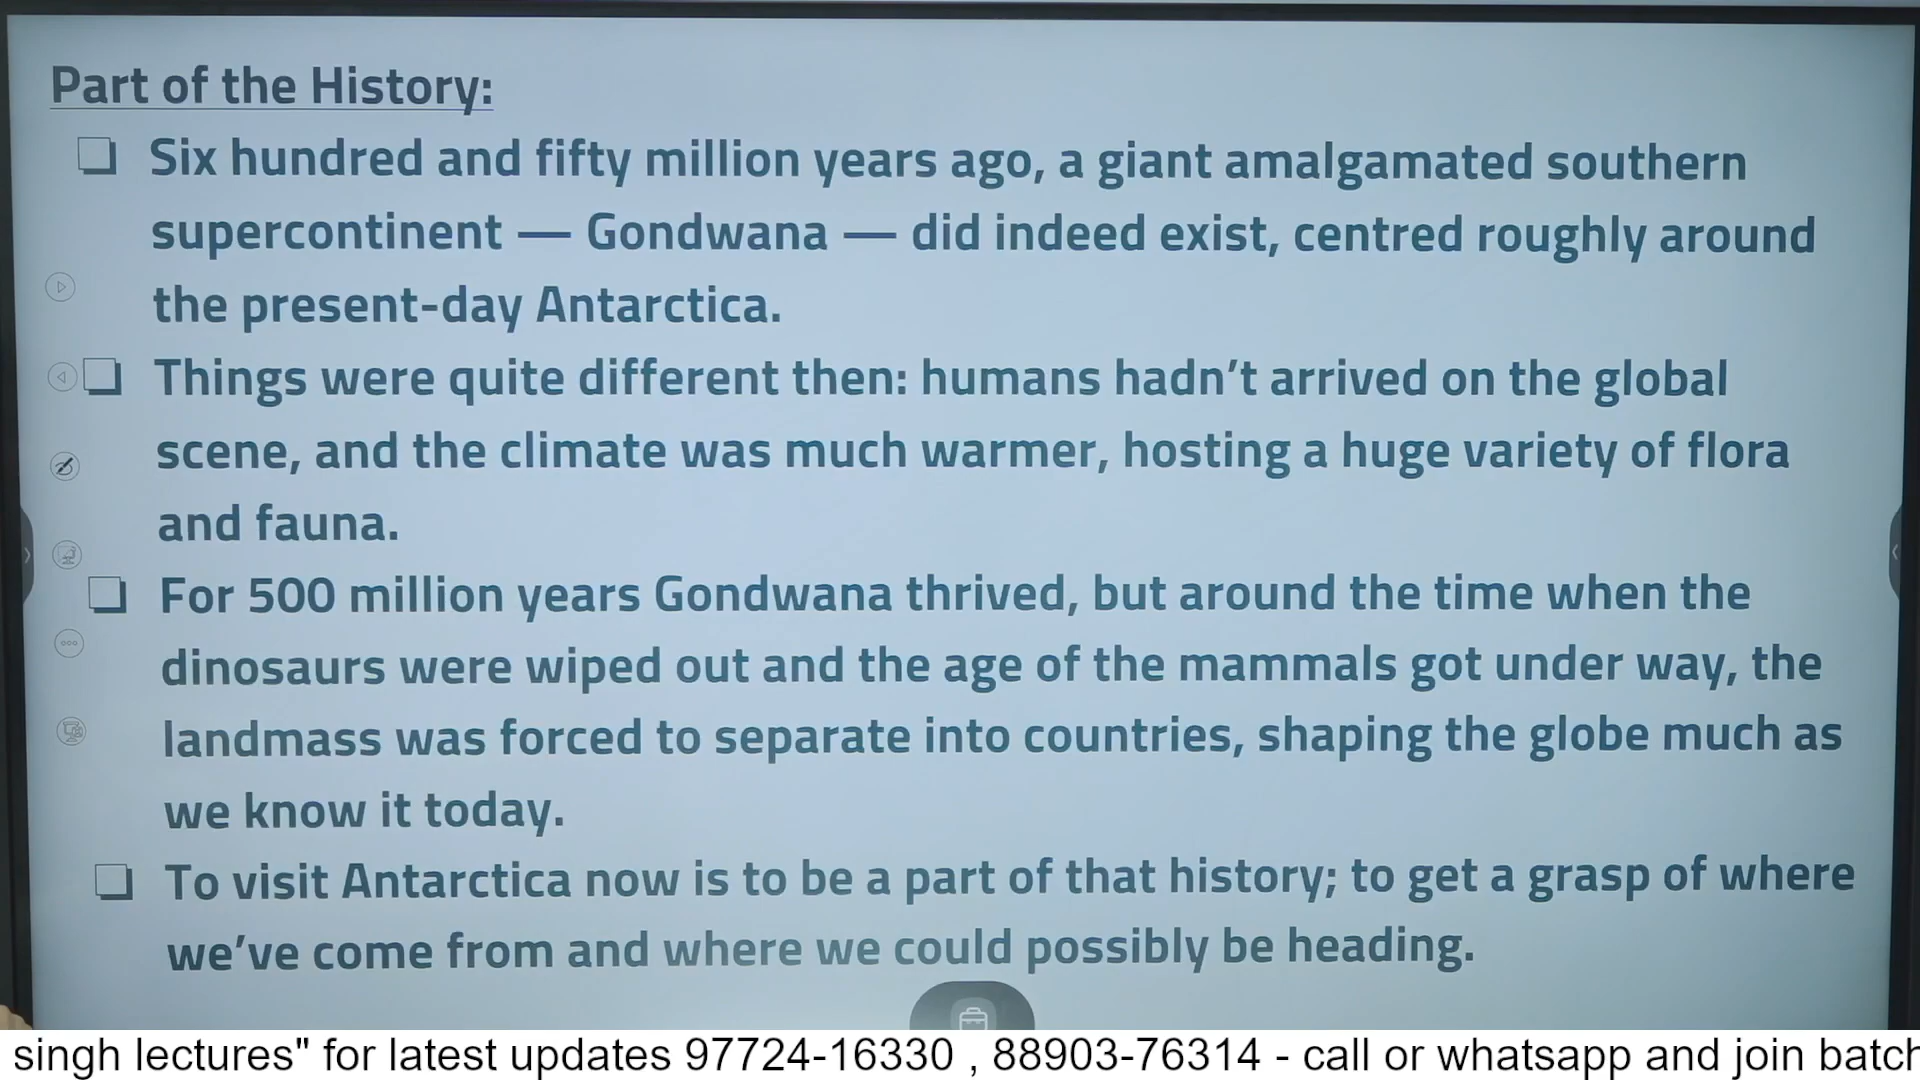 Part of the History:
Six hundred and fifty million years ago, a giant amalgamated southern
supercontinent — Gondwana — did indeed exist, centred roughly around
the present-day Antarctica.
Things were quite different then: humans hadn’t arrived on the global
scene, and the climate was much warmer, hosting a huge variety of flora
and fauna.
For 500 million years Gondwana thrived, but around the time when the
dinosaurs were wiped out and the age of the mammals got under way, the
landmass was forced to separate into countries, shaping the globe much as
we know it today.
To visit Antarctica now is to be a part of that history; to get a grasp of where
we’ve come from and where we could possibly be heading.
singh lectures" for latest updates 97724-16330 , 88903-76314 - call or whatsapp and join batch